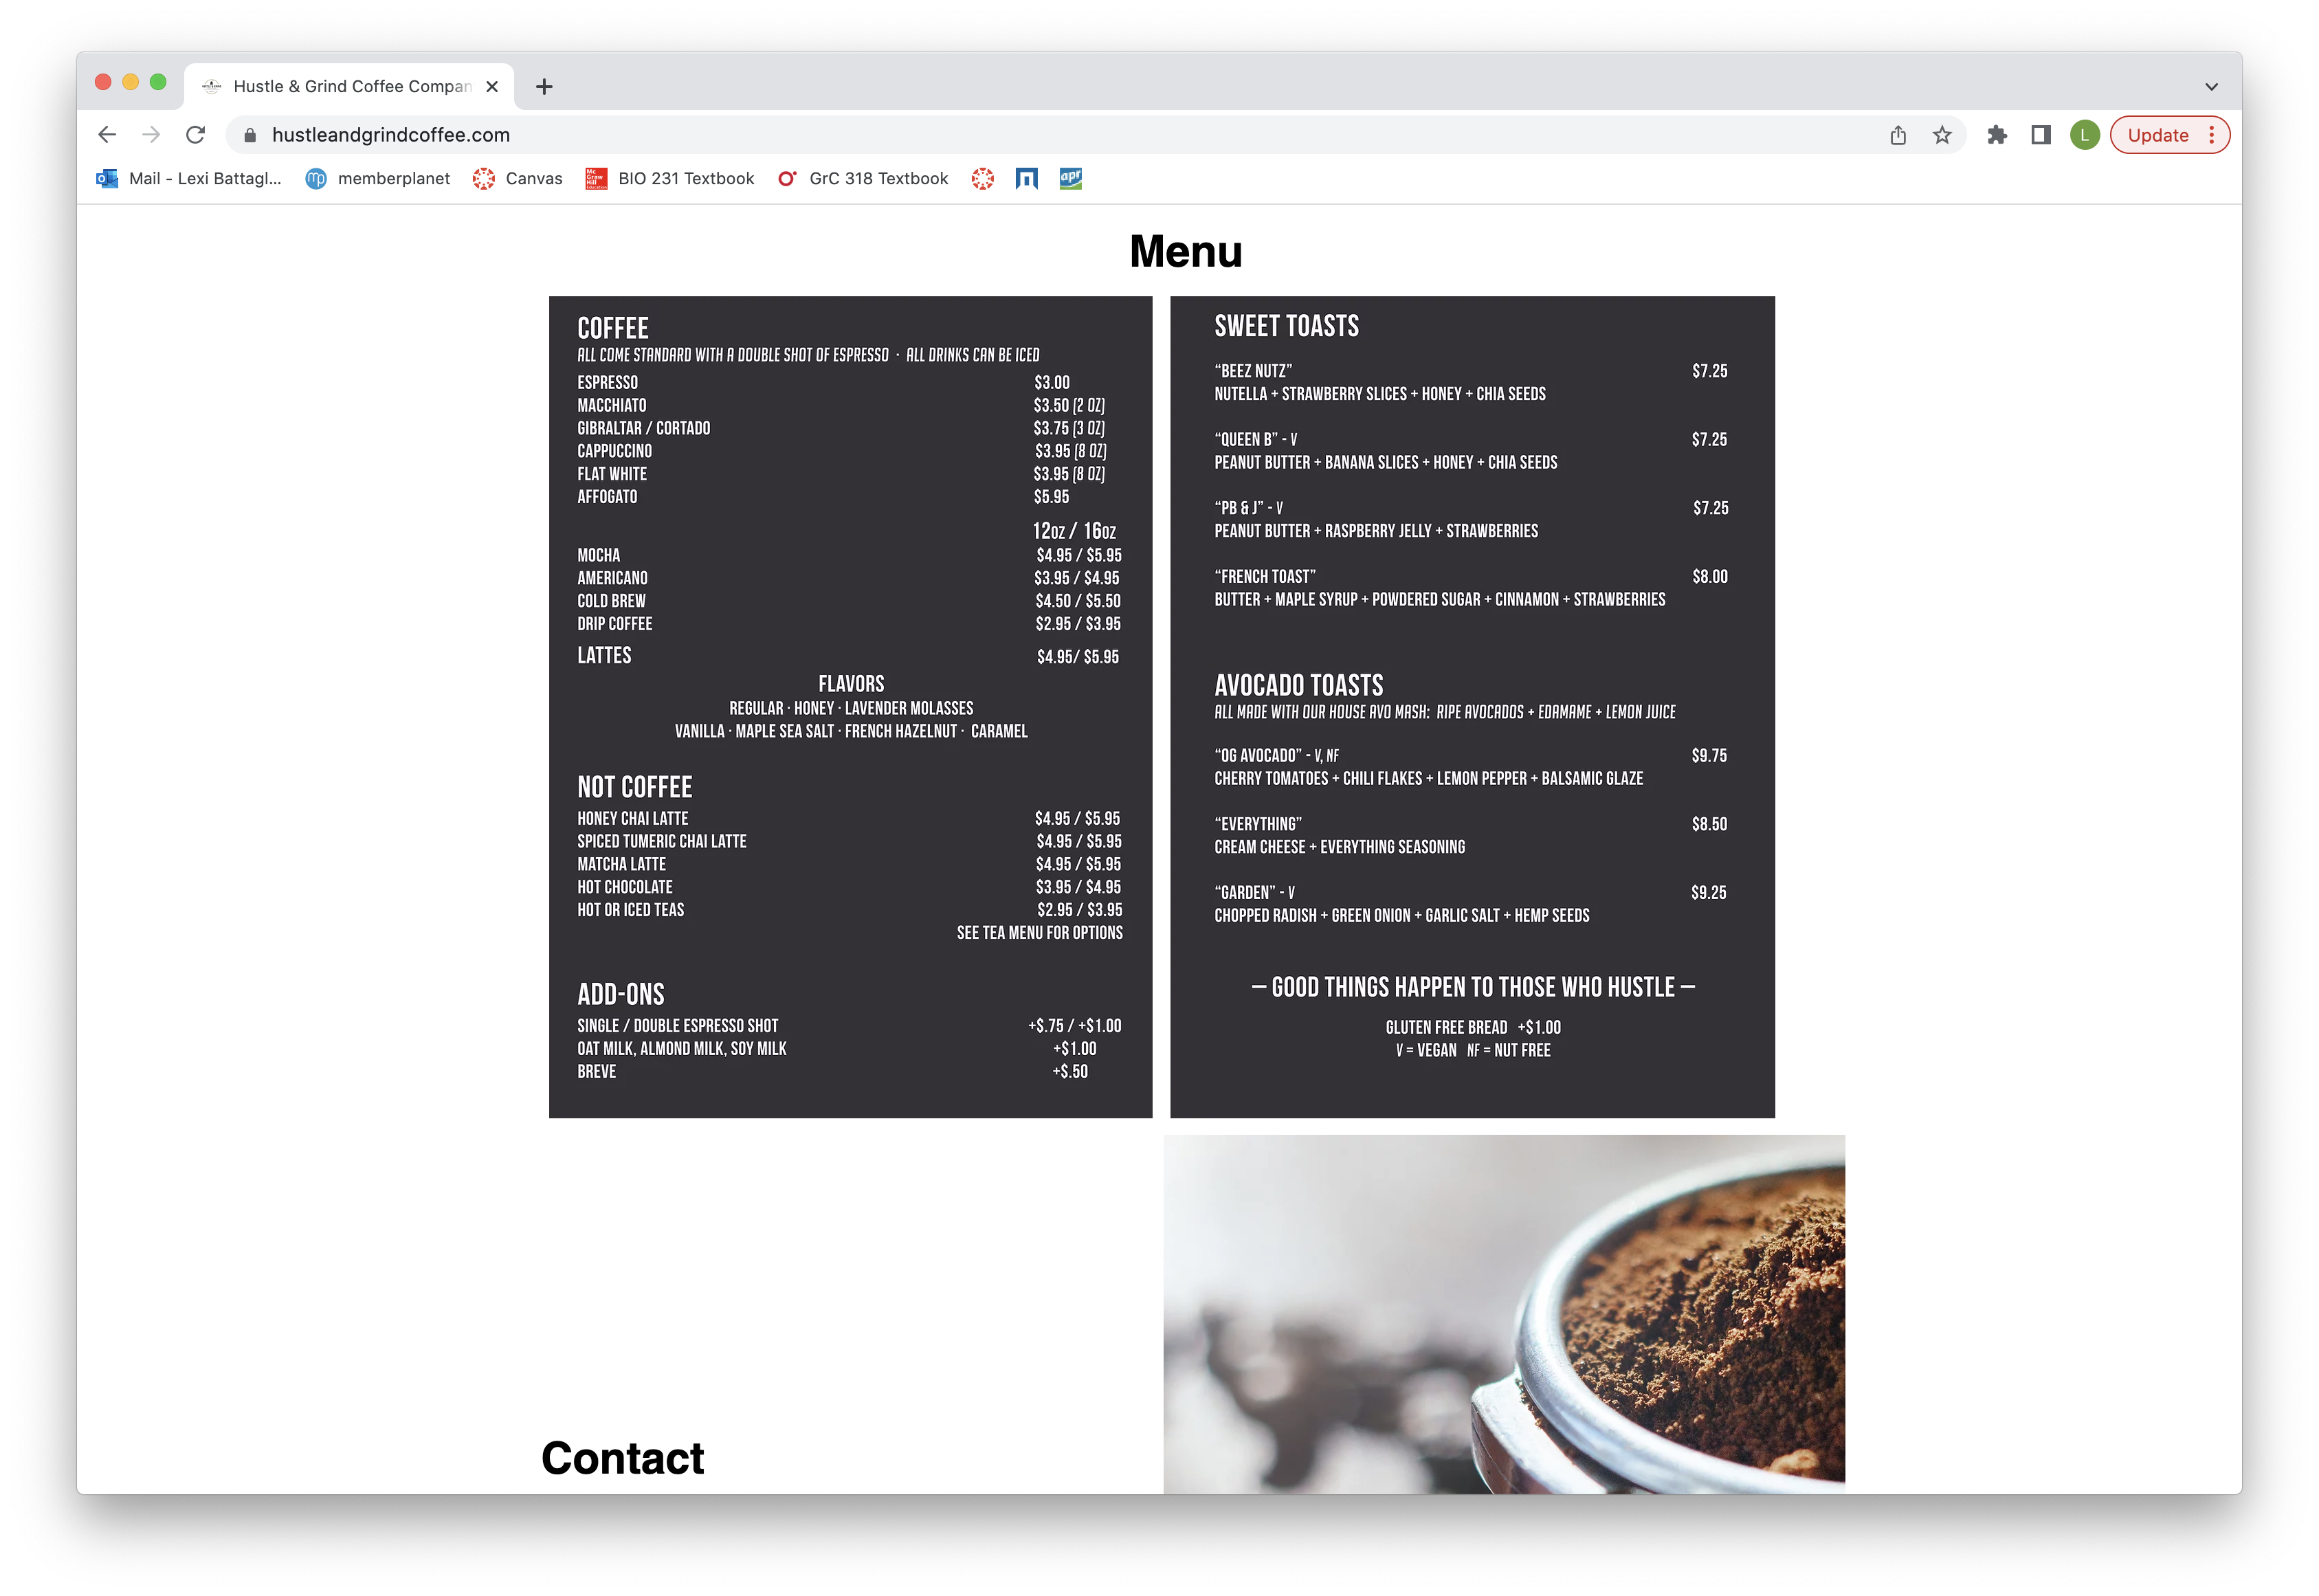 Hustle & Grind Coffee Compan
hustleandgrindcoffee.com
L
Update
Mail - Lexi Battagl...
mp
memberplanet
Canvas
Mc Graw Hill Education
BIO 231 Textbook
GrC 318 Textbook
apr
Menu
COFFEE
ALL COME STANDARD WITH A DOUBLE SHOT OF ESPRESSO · ALL DRINKS CAN BE ICED
ESPRESSO $3.00
MACCHIATO $3.50 (2 OZ)
GIBRALTAR / CORTADO $3.75 (3 OZ)
CAPPUCCINO $3.95 (8 OZ)
FLAT WHITE $3.95 (8 OZ)
AFFOGATO $5.95
12OZ / 16OZ
MOCHA $4.95 / $5.95
AMERICANO $3.95 / $4.95
COLD BREW $4.50 / $5.50
DRIP COFFEE $2.95 / $3.95
LATTES $4.95/ $5.95
FLAVORS
REGULAR · HONEY · LAVENDER MOLASSES
VANILLA · MAPLE SEA SALT · FRENCH HAZELNUT · CARAMEL
NOT COFFEE
HONEY CHAI LATTE $4.95 / $5.95
SPICED TUMERIC CHAI LATTE $4.95 / $5.95
MATCHA LATTE $4.95 / $5.95
HOT CHOCOLATE $3.95 / $4.95
HOT OR ICED TEAS $2.95 / $3.95
SEE TEA MENU FOR OPTIONS
ADD-ONS
SINGLE / DOUBLE ESPRESSO SHOT +$.75 / +$1.00
OAT MILK, ALMOND MILK, SOY MILK +$1.00
BREVE +$.50
SWEET TOASTS
“BEEZ NUTZ” $7.25
NUTELLA + STRAWBERRY SLICES + HONEY + CHIA SEEDS
“QUEEN B” - V $7.25
PEANUT BUTTER + BANANA SLICES + HONEY + CHIA SEEDS
“PB & J” - V $7.25
PEANUT BUTTER + RASPBERRY JELLY + STRAWBERRIES
“FRENCH TOAST” $8.00
BUTTER + MAPLE SYRUP + POWDERED SUGAR + CINNAMON + STRAWBERRIES
AVOCADO TOASTS
ALL MADE WITH OUR HOUSE AVO MASH: RIPE AVOCADOS + EDAMAME + LEMON JUICE
“OG AVOCADO” - V, NF $9.75
CHERRY TOMATOES + CHILI FLAKES + LEMON PEPPER + BALSAMIC GLAZE
“EVERYTHING” $8.50
CREAM CHEESE + EVERYTHING SEASONING
“GARDEN” - V $9.25
CHOPPED RADISH + GREEN ONION + GARLIC SALT + HEMP SEEDS
— GOOD THINGS HAPPEN TO THOSE WHO HUSTLE —
GLUTEN FREE BREAD +$1.00
V = VEGAN NF = NUT FREE
Contact